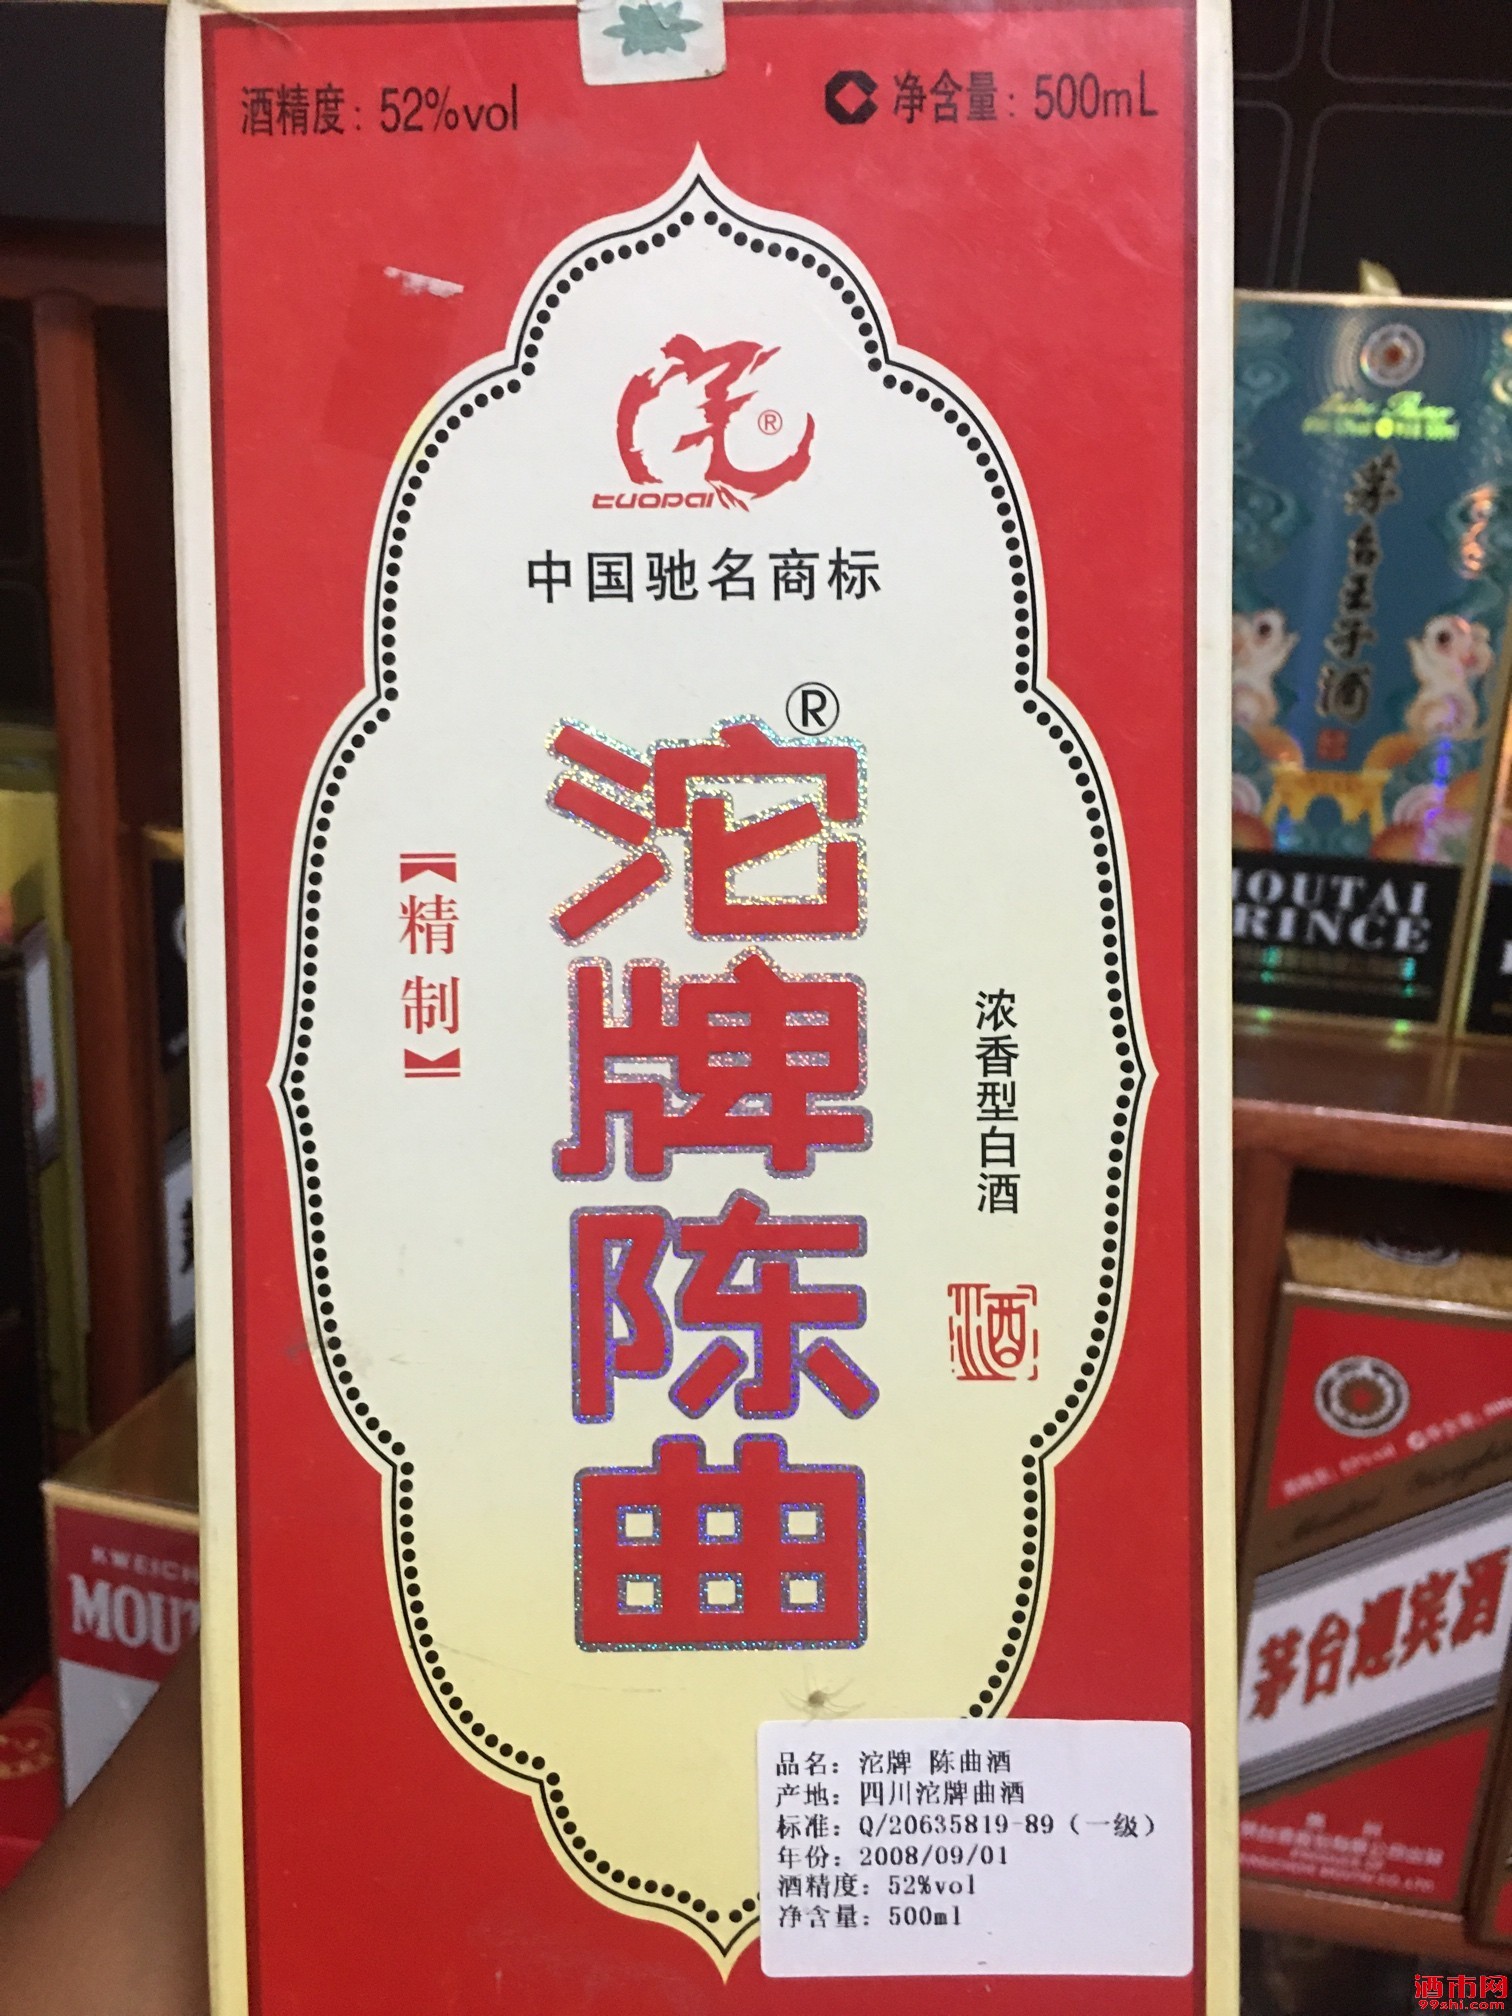 酒精度：52%vol
净含量：500mL
®
tuopai
中国驰名商标
®
沱牌陈曲
【精制】
浓香型白酒
酒
品名：沱牌 陈曲酒
产地：四川沱牌曲酒
标准：Q/20635819-89（一级）
年份：2008/09/01
酒精度：52%vol
净含量：500ml
茅台王子酒
MOUTAI
PRINCE
KWEICH
MOUT
茅台迎宾酒
酒市网
99shi.com